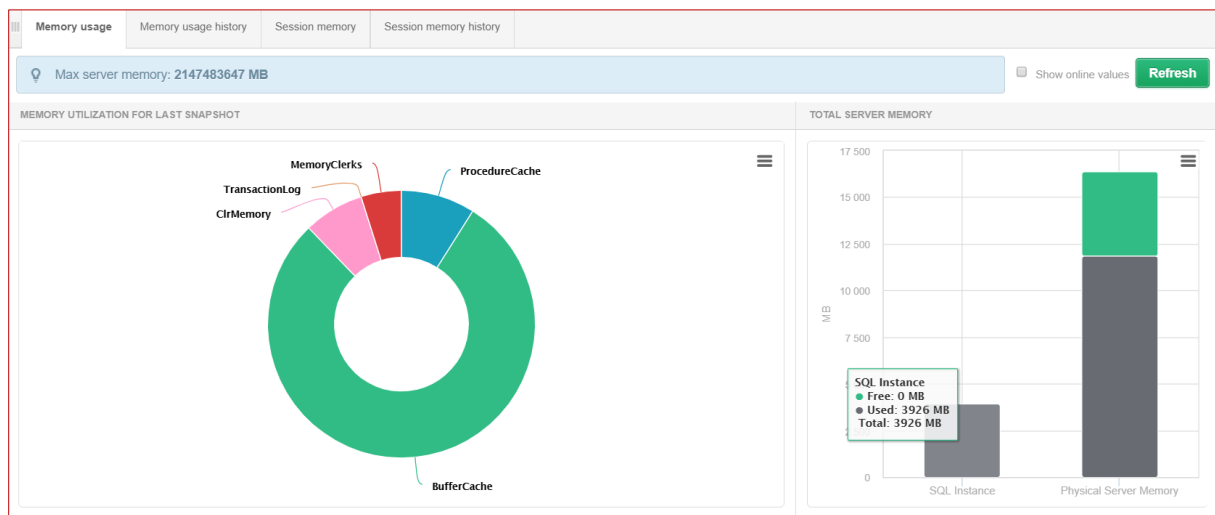 Memory usage
Memory usage history
Session memory
Session memory history
Max server memory: 2147483647 MB
Show online values
Refresh
MEMORY UTILIZATION FOR LAST SNAPSHOT
MemoryClerks
ProcedureCache
TransactionLog
ClrMemory
BufferCache
TOTAL SERVER MEMORY
17 500
15 000
12 500
10 000
7 500
MB
SQL Instance
Free: 0 MB
Used: 3926 MB
Total: 3926 MB
0
SQL Instance
Physical Server Memory